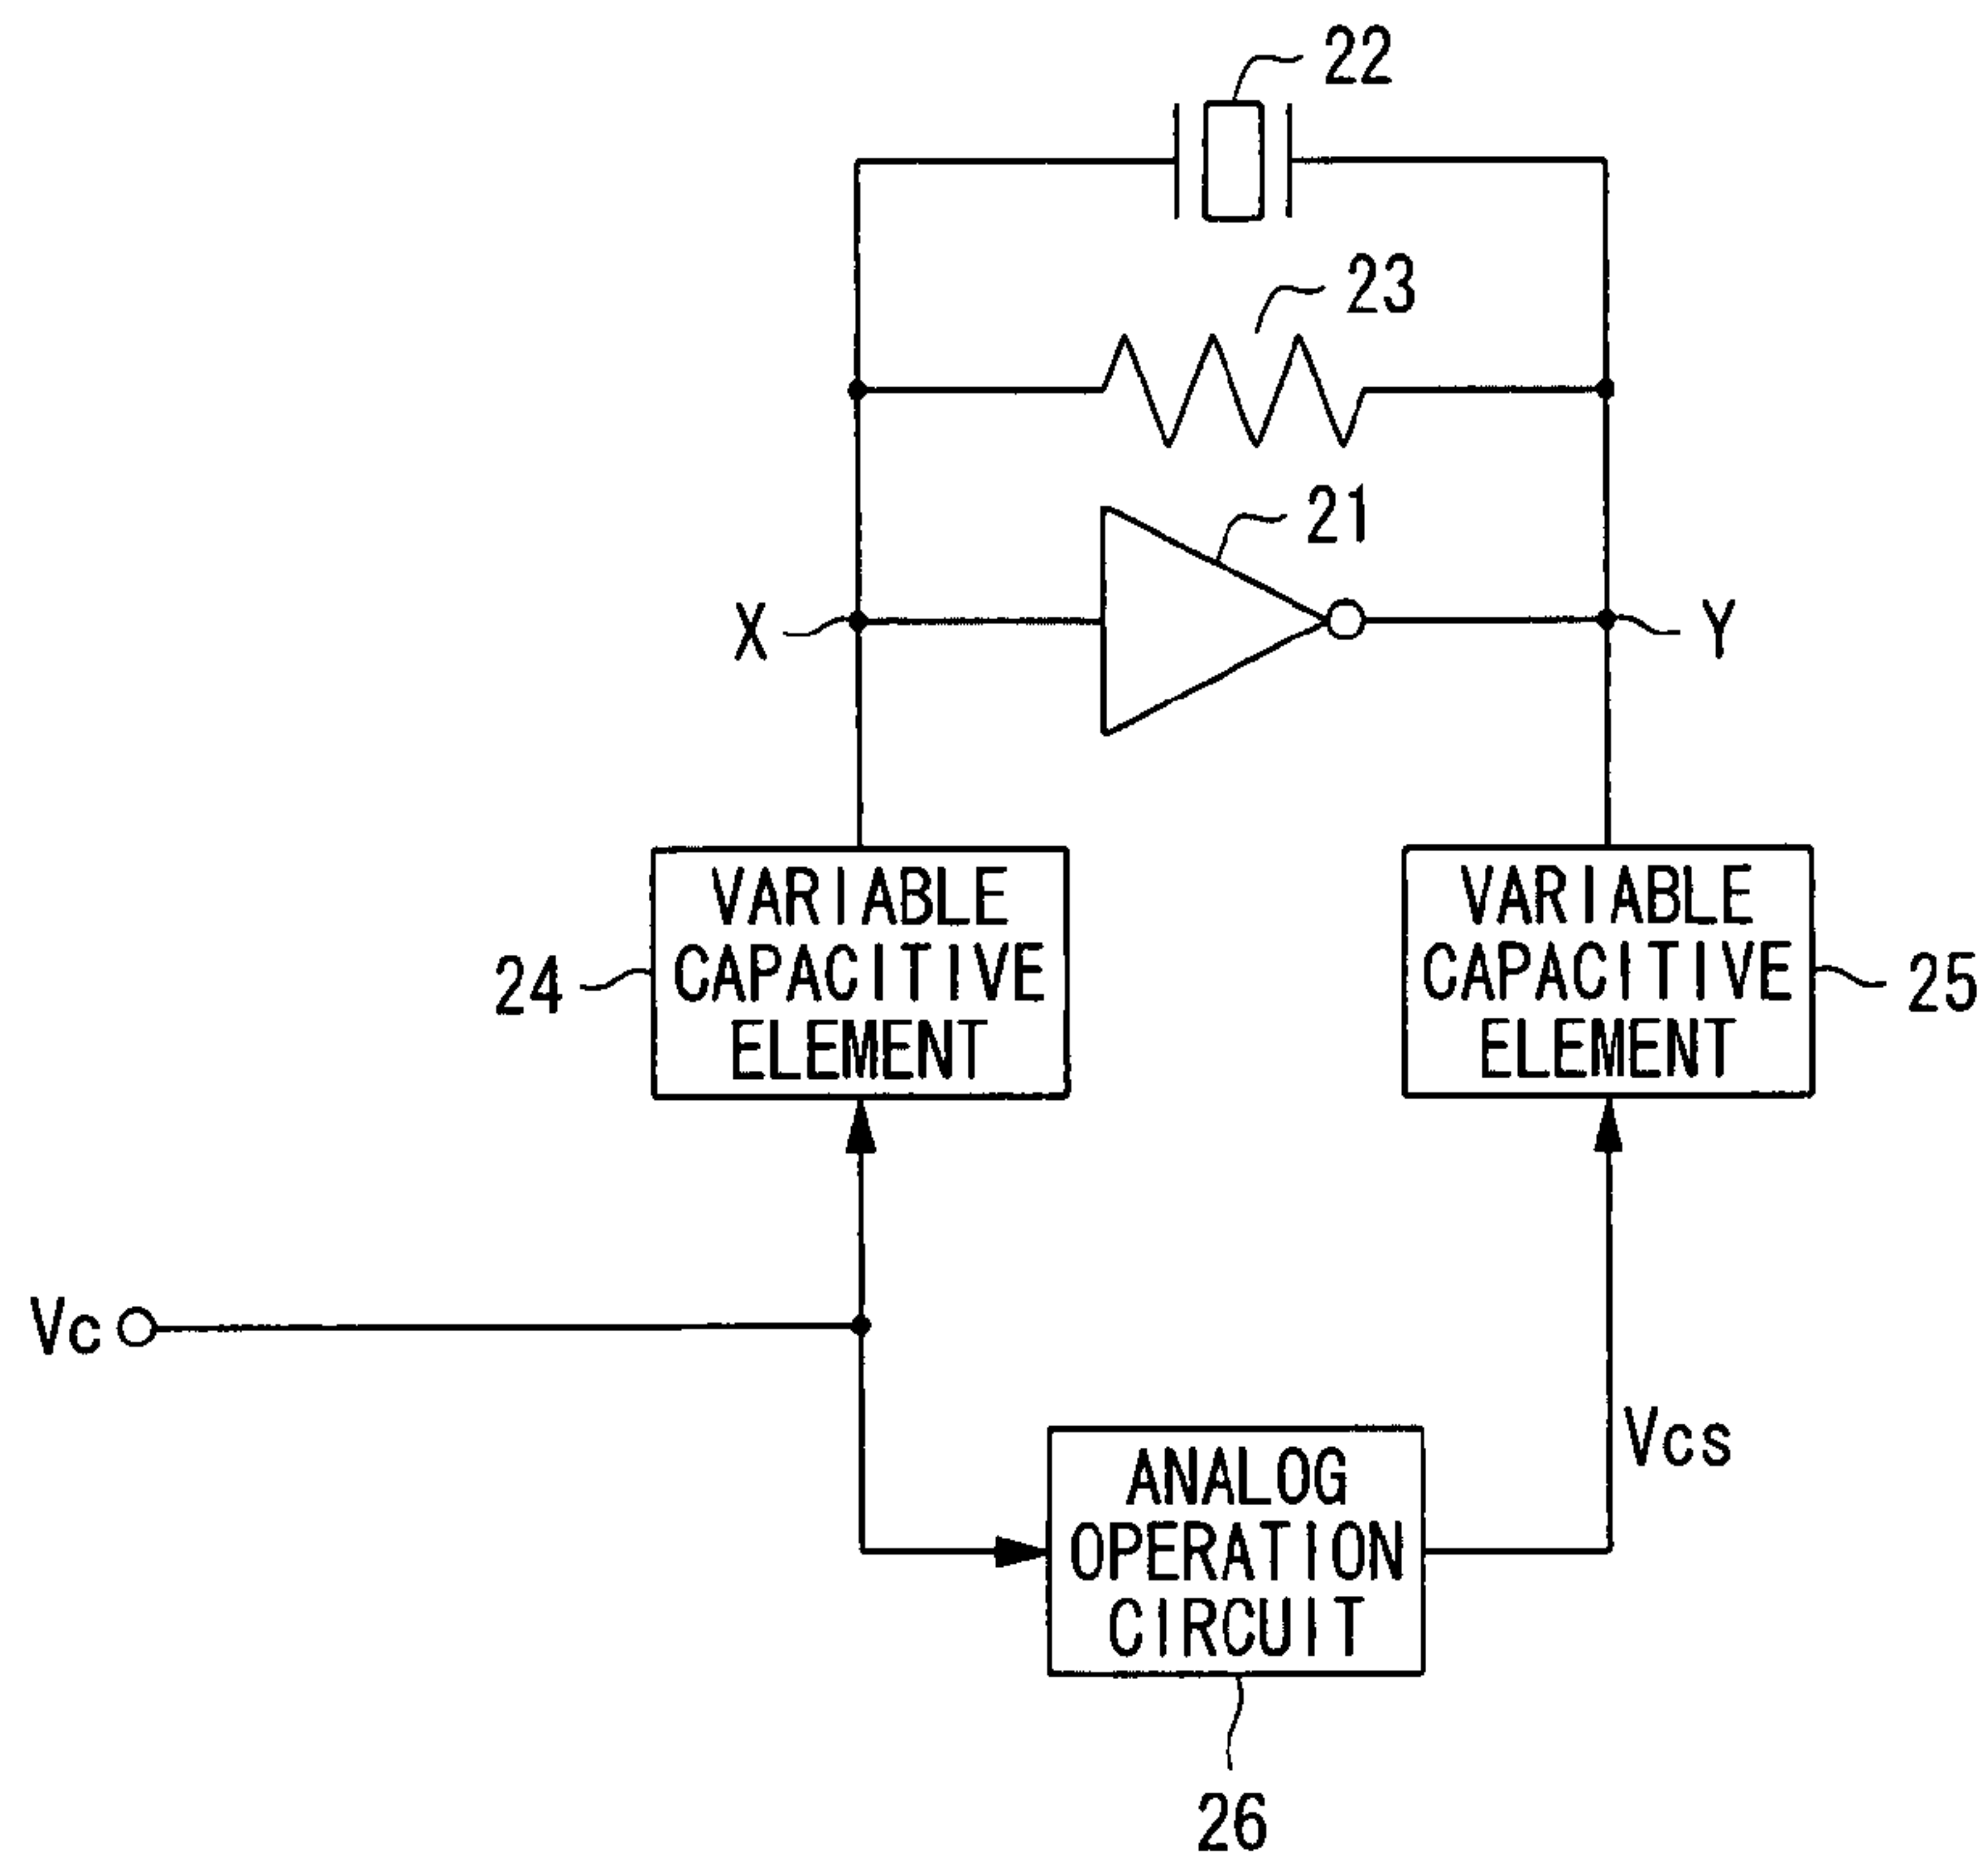 22
23
21
X
Y
VARIABLE
CAPACITIVE
ELEMENT
24
VARIABLE
CAPACITIVE
ELEMENT
25
Vc
Vcs
ANALOG
OPERATION
CIRCUIT
26